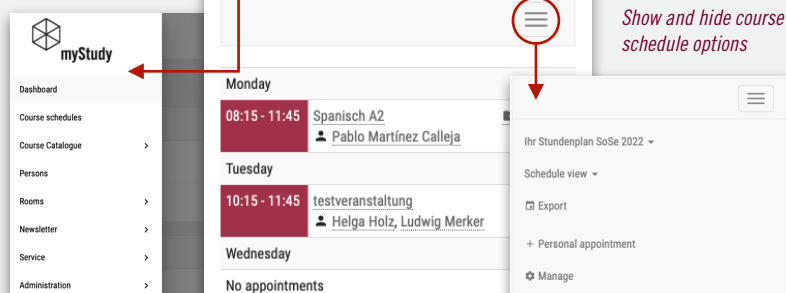 myStudy
Dashboard
Course schedules
Course Catalogue
Persons
Rooms
Newsletter
Service
Administration
Monday
08:15 - 11:45 Spanisch A2
Pablo Martínez Calleja
Tuesday
10:15 - 11:45 testveranstaltung
Helga Holz, Ludwig Merker
Wednesday
No appointments
Show and hide course
schedule options
Ihr Stundenplan SoSe 2022
Schedule view
Export
+ Personal appointment
Manage